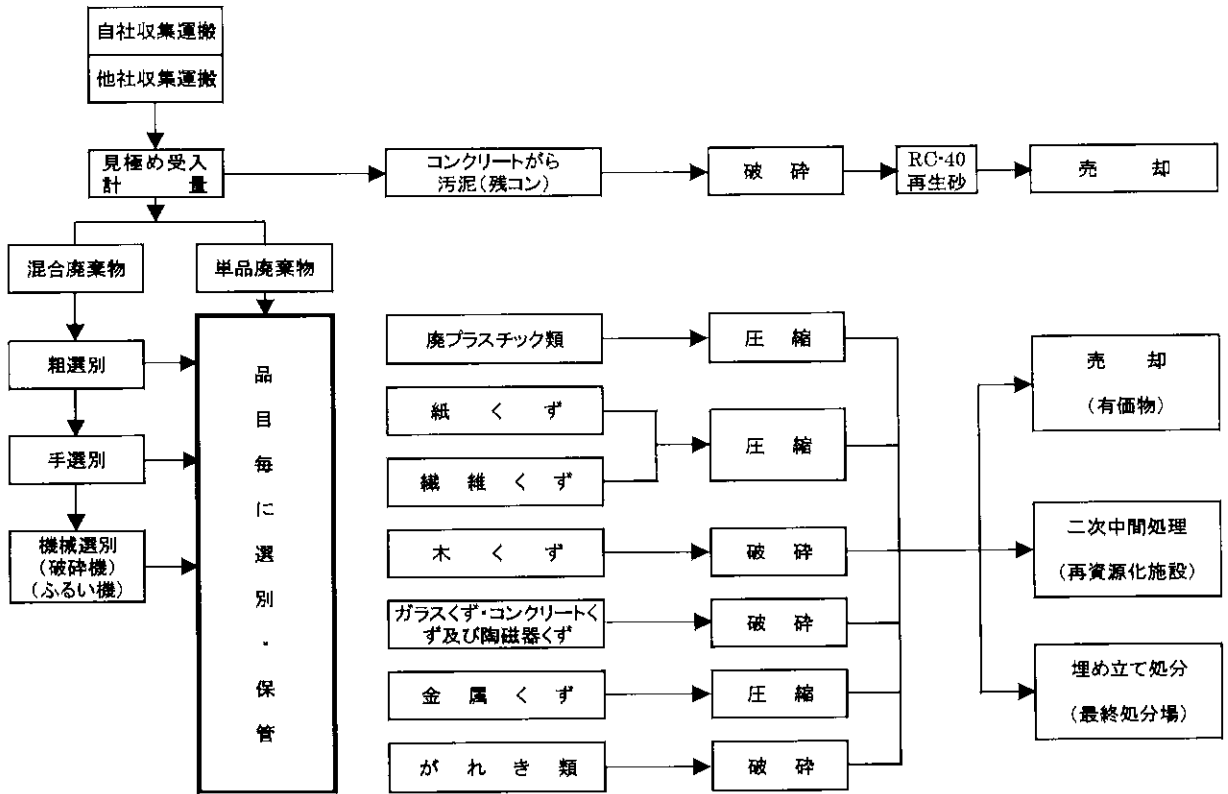 自社収集運搬
他社収集運搬
見極め受入
計量
コンクリートがら
汚泥(残コン)
破砕
RC-40
再生砂
売却
混合廃棄物
単品廃棄物
粗選別
手選別
機械選別
(破砕機)
(ふるい機)
品目毎に選別・保管
廃プラスチック類
圧縮
紙くず
繊維くず
圧縮
木くず
破砕
ガラスくず・コンクリートく
ず及び陶磁器くず
破砕
金属くず
圧縮
がれき類
破砕
売却
(有価物)
二次中間処理
(再資源化施設)
埋め立て処分
(最終処分場)